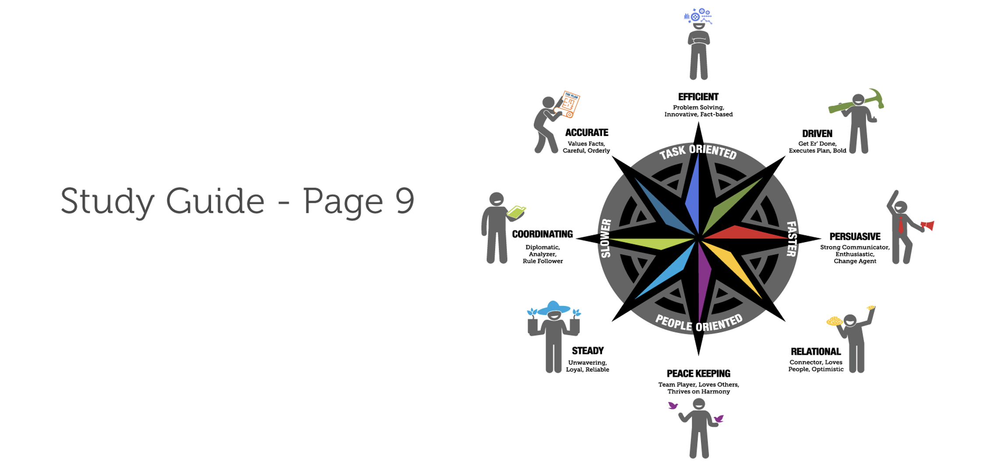 Study Guide - Page 9
EFFICIENT
Problem Solving,
Innovative, Fact-based
THE PLAN
ACCURATE
Values Facts,
Careful, Orderly
DRIVEN
Get Er’ Done,
Executes Plan, Bold
TASK ORIENTED
SLOWER
FASTER
PEOPLE ORIENTED
COORDINATING
Diplomatic,
Analyzer,
Rule Follower
PERSUASIVE
Strong Communicator,
Enthusiastic,
Change Agent
STEADY
Unwavering,
Loyal, Reliable
RELATIONAL
Connector, Loves
People, Optimistic
PEACE KEEPING
Team Player, Loves Others,
Thrives on Harmony